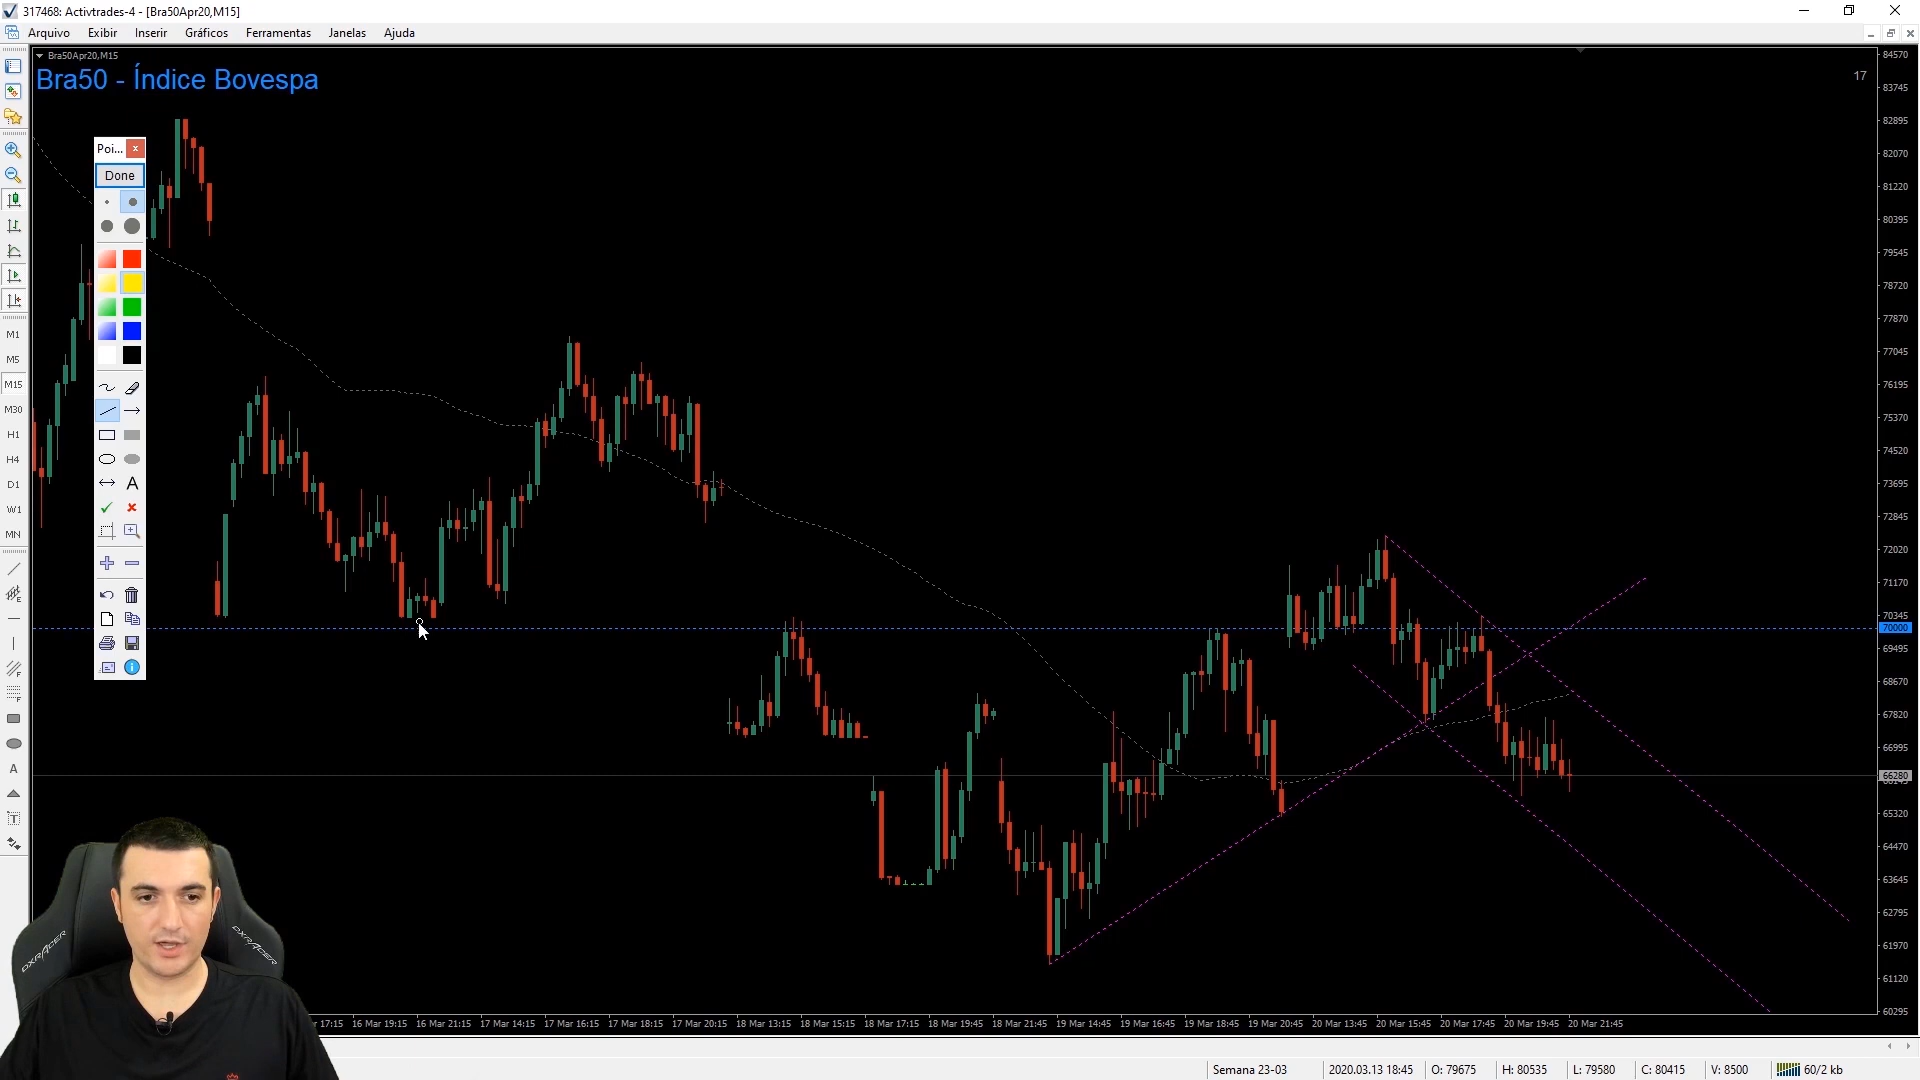 317468: Activtrades-4 - [Bra50Apr20,M15]
Arquivo Exibir Inserir Gráficos Ferramentas Janelas Ajuda
Bra50Apr20,M15
Bra50 - Índice Bovespa
17
Poi...
Done
A
M1
M5
M15
M30
H1
H4
D1
W1
MN
A
T
84570
83745
82895
82070
81220
80395
79545
78720
77870
77045
76195
75370
74520
73695
72845
72020
71170
70345
70000
69495
68670
67820
66995
66280
65320
64470
63645
62795
61970
61120
60295
DXRACER
DXRACER
r 17:15 16 Mar 19:15 16 Mar 21:15 17 Mar 14:15 17 Mar 16:15 17 Mar 18:15 17 Mar 20:15 18 Mar 13:45 18 Mar 15:45 18 Mar 17:15 18 Mar 19:45 18 Mar 21:45 19 Mar 14:45 19 Mar 16:45 19 Mar 18:45 19 Mar 20:45 20 Mar 13:45 20 Mar 15:45 20 Mar 17:45 20 Mar 19:45 20 Mar 21:45
Semana 23-03 2020.03.13 18:45 O: 79675 H: 80535 L: 79580 C: 80415 V: 8500 60/2 kb